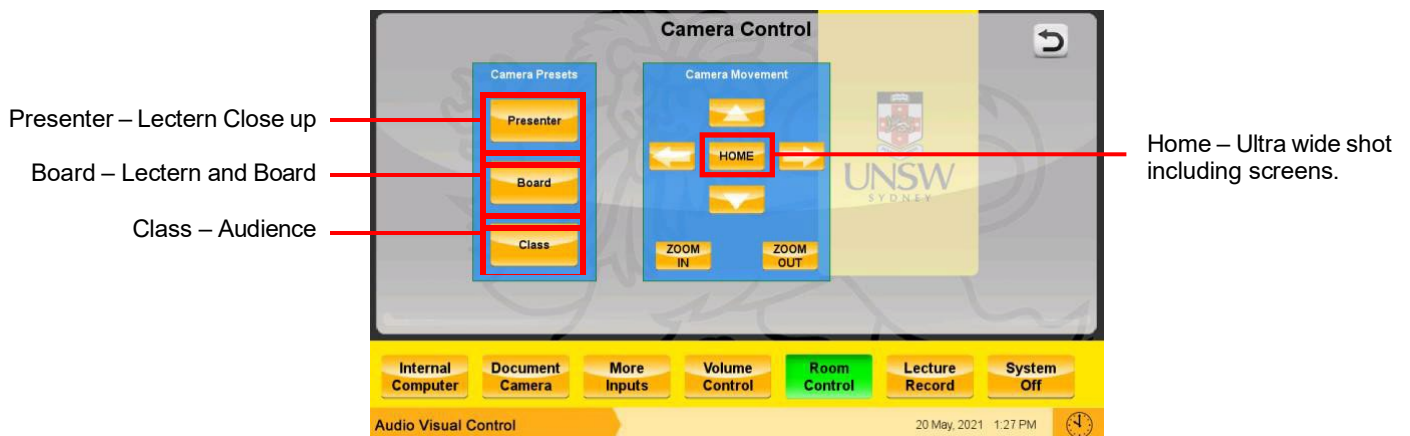 Camera Control
Camera Presets
Camera Movement
Presenter – Lectern Close up
Presenter
Board – Lectern and Board
Board
Class – Audience
Class
HOME
Home – Ultra wide shot
including screens.
ZOOM
IN
ZOOM
OUT
UNSW
SYDNEY
Internal
Computer
Document
Camera
More
Inputs
Volume
Control
Room
Control
Lecture
Record
System
Off
Audio Visual Control
20 May, 2021 1:27 PM